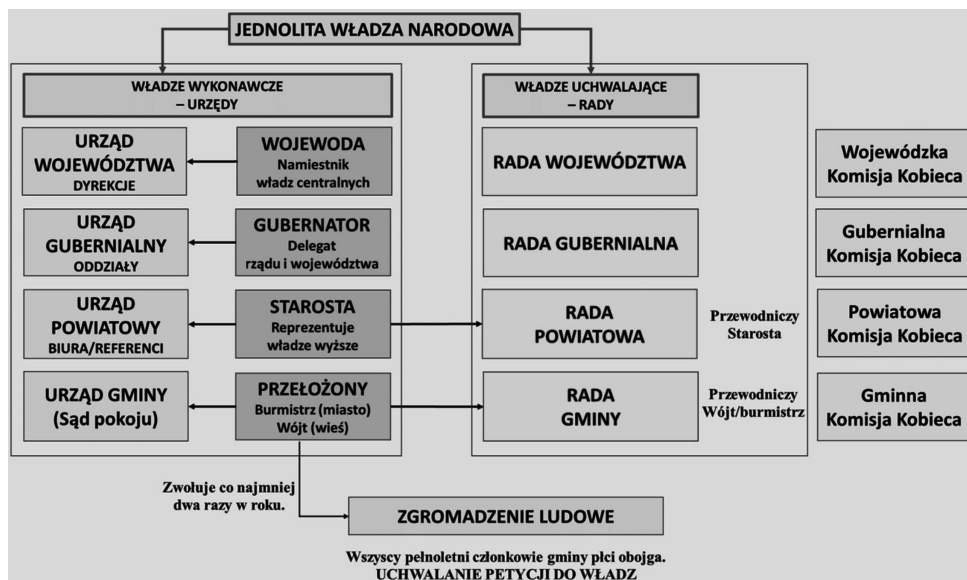 JEDNOLITA WŁADZA NARODOWA
WŁADZE WYKONAWCZE
– URZĘDY
WŁADZE UCHWALAJĄCE
– RADY
URZĄD
WOJEWÓDZTWA
DYREKCJE
WOJEWODA
Namiestnik
władz centralnych
RADA WOJEWÓDZTWA
Wojewódzka
Komisja Kobieca
URZĄD
GUBERNIALNY
ODDZIAŁY
GUBERNATOR
Delegat
rządu i województwa
RADA GUBERNIALNA
Gubernialna
Komisja Kobieca
URZĄD
POWIATOWY
BIURA/REFERENCI
STAROSTA
Reprezentuje
władze wyższe
RADA
POWIATOWA
Przewodniczy
Starosta
Powiatowa
Komisja Kobieca
URZĄD GMINY
(Sąd pokoju)
PRZEŁOŻONY
Burmistrz (miasto)
Wójt (wieś)
RADA
GMINY
Przewodniczy
Wójt/burmistrz
Gminna
Komisja Kobieca
Zwołuje co najmniej
dwa razy w roku.
ZGROMADZENIE LUDOWE
Wszyscy pełnoletni członkowie gminy płci obojga.
UCHWALANIE PETYCJI DO WŁADZ